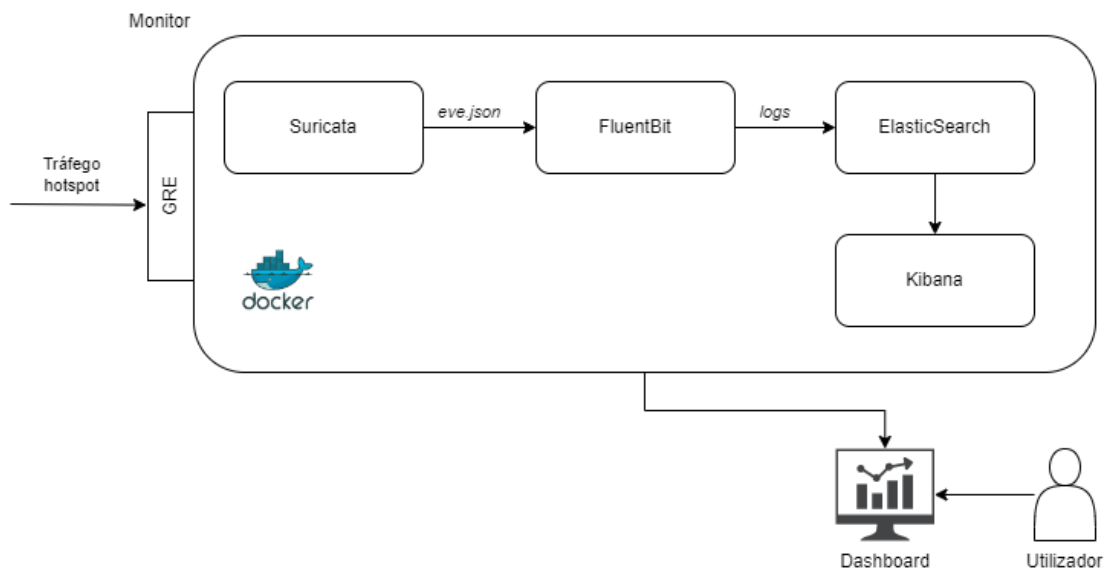 Monitor
Suricata
eve.json
FluentBit
logs
ElasticSearch
Tráfego
hotspot
GRE
docker
Kibana
Dashboard
Utilizador